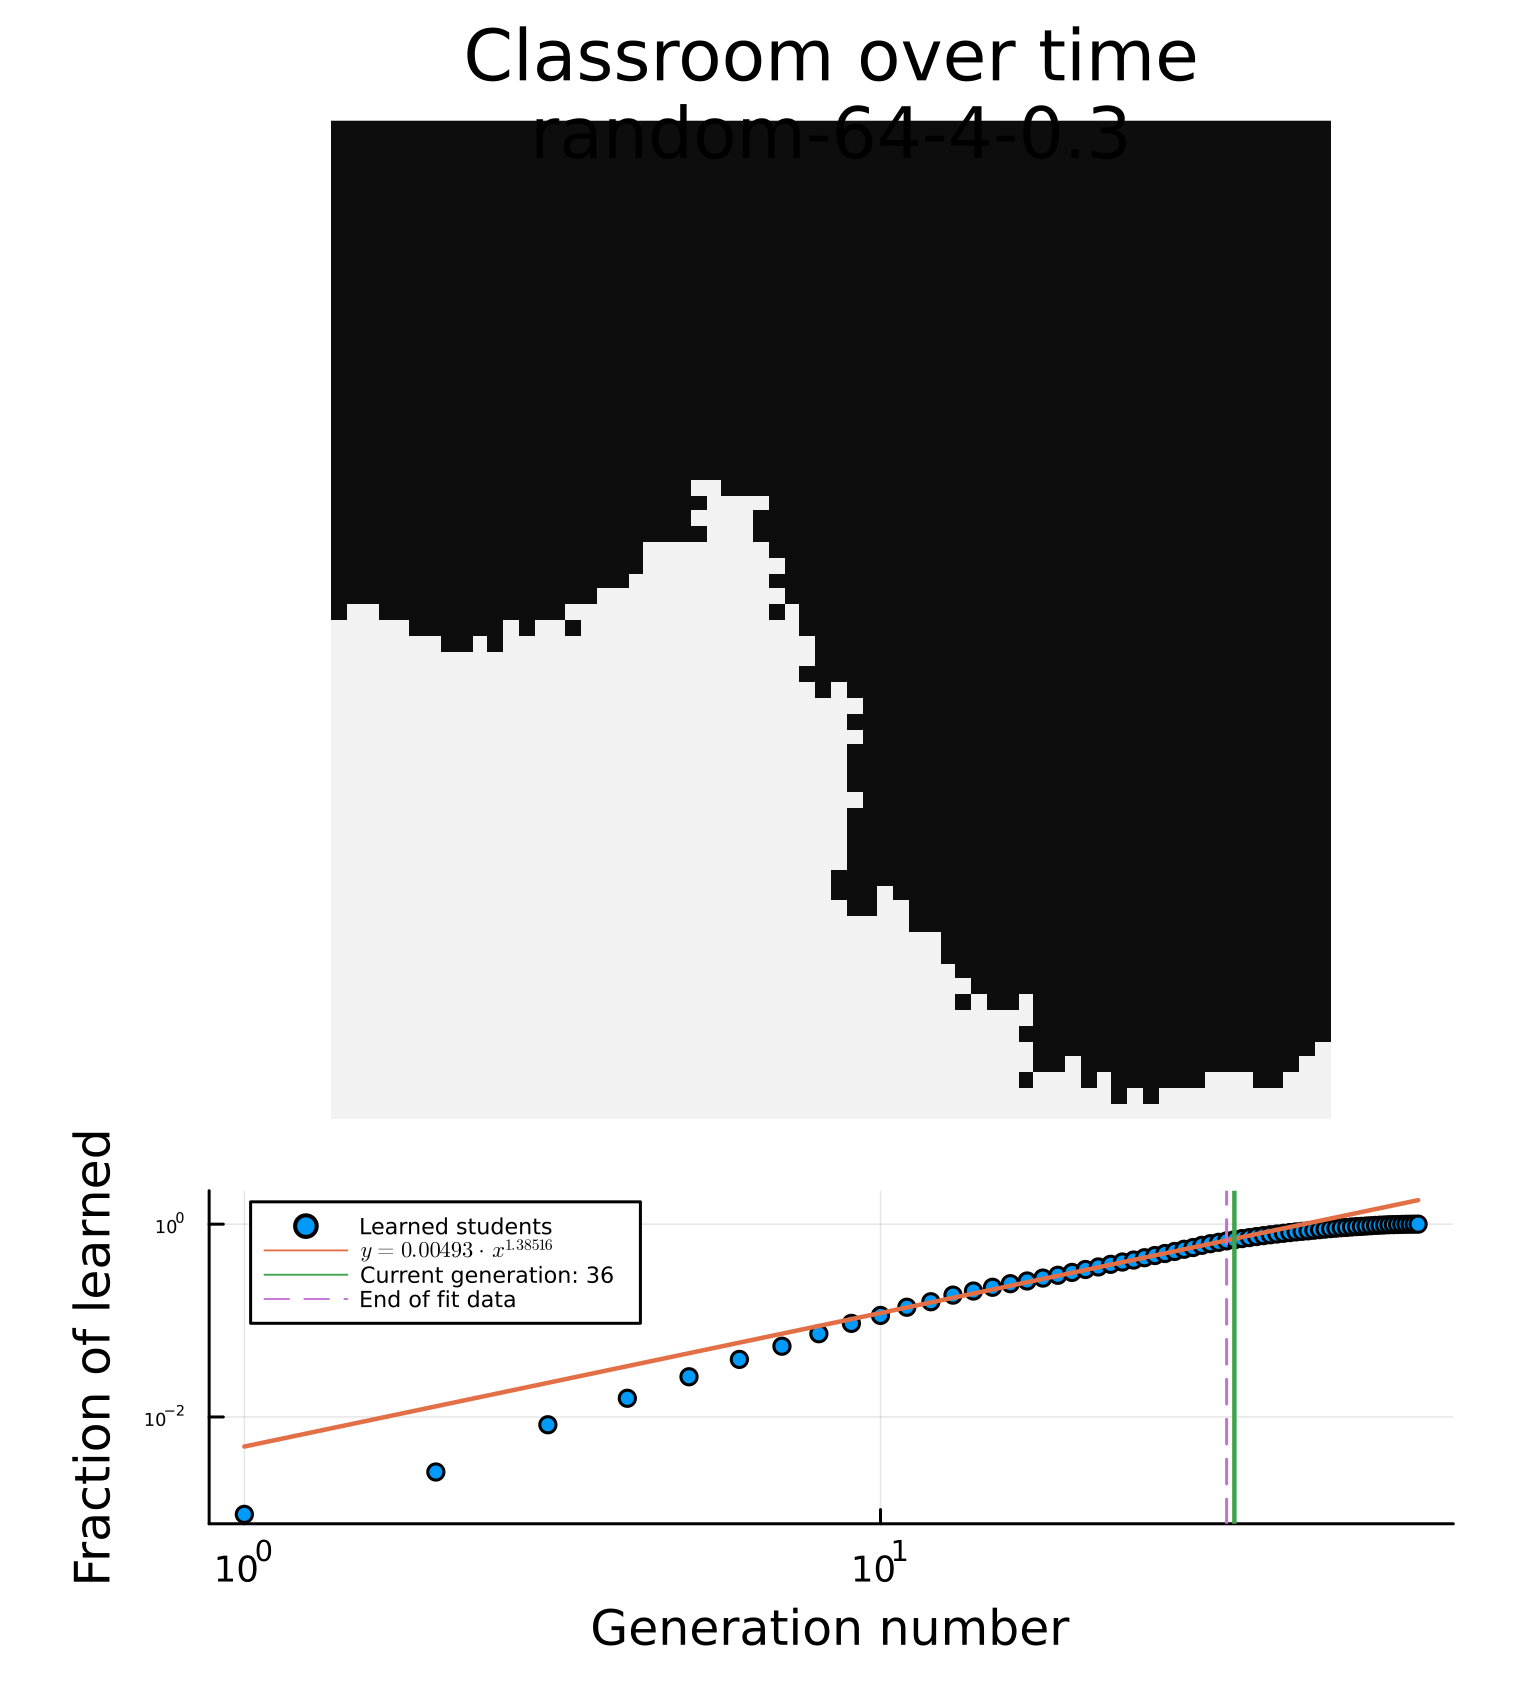 Classroom over time
random-64-4-0.3
Fraction of learned
10^0
10^-2
Learned students
y = 0.00493 · x^1.38516
Current generation: 36
End of fit data
10^0
10^1
Generation number